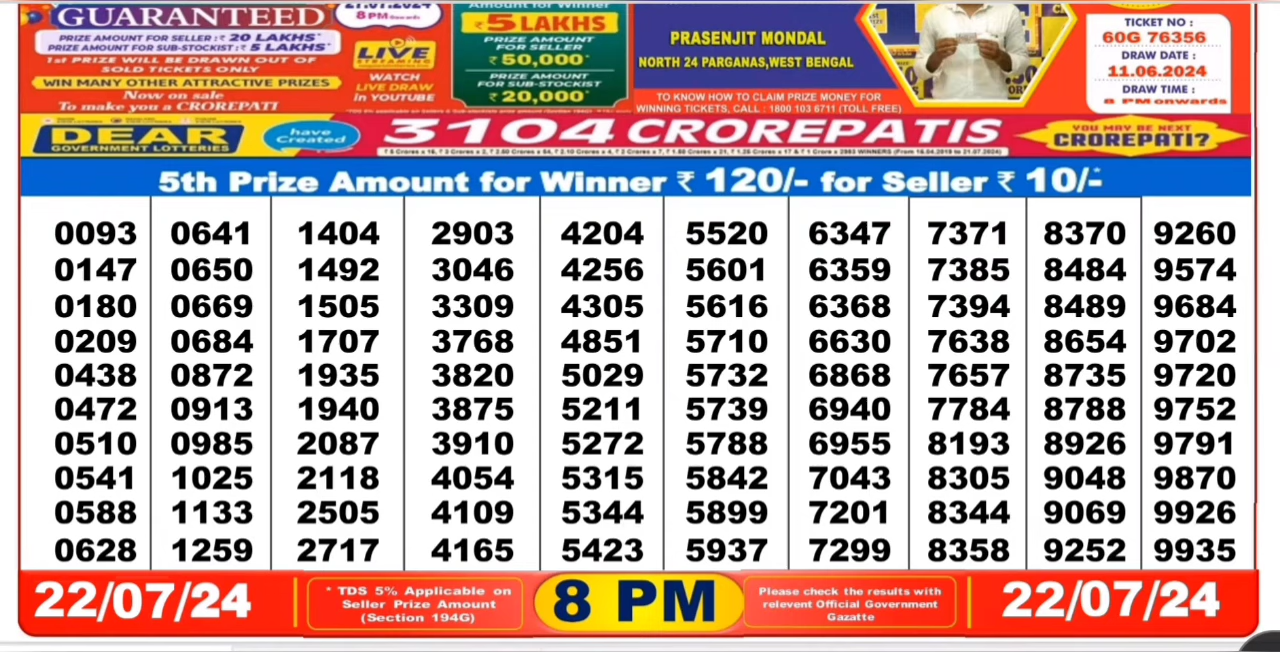 GUARANTEED
21.07.2024
8 PM Onwards
PRIZE AMOUNT FOR SELLER : ₹ 20 LAKHS*
PRIZE AMOUNT FOR SUB-STOCKIST : ₹ 5 LAKHS*
1st PRIZE WILL BE DRAWN OUT OF
SOLD TICKETS ONLY
WIN MANY OTHER ATTRACTIVE PRIZES
Now on sale
To make you a CROREPATI
LIVE
STREAMING
WATCH
LIVE DRAW
in YOUTUBE
Amount for Winner
₹ 5 LAKHS
PRIZE AMOUNT
FOR SELLER
₹ 50,000*
PRIZE AMOUNT
FOR SUB-STOCKIST
₹ 20,000*
PRASENJIT MONDAL
NORTH 24 PARGANAS,WEST BENGAL
TO KNOW HOW TO CLAIM PRIZE MONEY FOR
WINNING TICKETS, CALL : 1800 103 6711 (TOLL FREE)
TICKET NO :
60G 76356
DRAW DATE :
11.06.2024
DRAW TIME :
8 PM onwards
DEAR
GOVERNMENT LOTTERIES
have
Created
3104 CROREPATIS
YOU MAY BE NEXT
CROREPATI?
5th Prize Amount for Winner ₹ 120/- for Seller ₹ 10/-*
0093 0641 1404 2903 4204 5520 6347 7371 8370 9260
0147 0650 1492 3046 4256 5601 6359 7385 8484 9574
0180 0669 1505 3309 4305 5616 6368 7394 8489 9684
0209 0684 1707 3768 4851 5710 6630 7638 8654 9702
0438 0872 1935 3820 5029 5732 6868 7657 8735 9720
0472 0913 1940 3875 5211 5739 6940 7784 8788 9752
0510 0985 2087 3910 5272 5788 6955 8193 8926 9791
0541 1025 2118 4054 5315 5842 7043 8305 9048 9870
0588 1133 2505 4109 5344 5899 7201 8344 9069 9926
0628 1259 2717 4165 5423 5937 7299 8358 9252 9935
22/07/24
* TDS 5% Applicable on
Seller Prize Amount
(Section 194G)
8 PM
Please check the results with
relevent Official Government
Gazatte
22/07/24